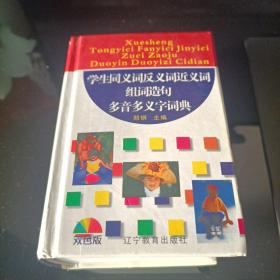 Xuesheng
Tongyici Fanyici Jinyici
Zuci Zaoju
Duoyin Duoyizi Cidian
学生同义词反义词近义词
组词造句
多音多义字词典
主编
双色版
辽宁教育出版社